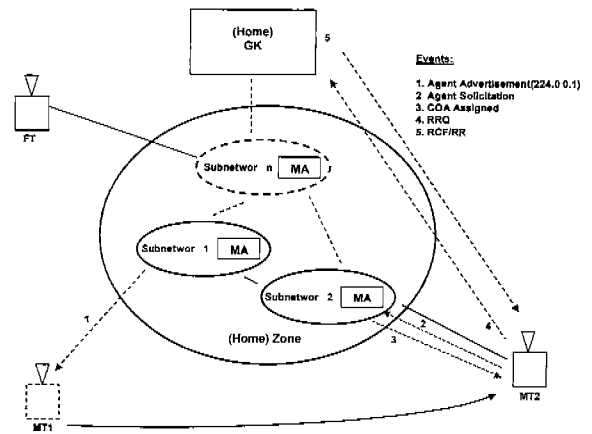 (Home)
GK
5
Events:
1. Agent Advertisement(224.0 0.1)
2 Agent Solicitation
3. COA Assigned
4. RRQ
5. RCF/RR
FT
Subnetwor n
MA
Subnetwor 1
MA
Subnetwor 2
MA
1
2
4
3
(Home) Zone
MT1
MT2